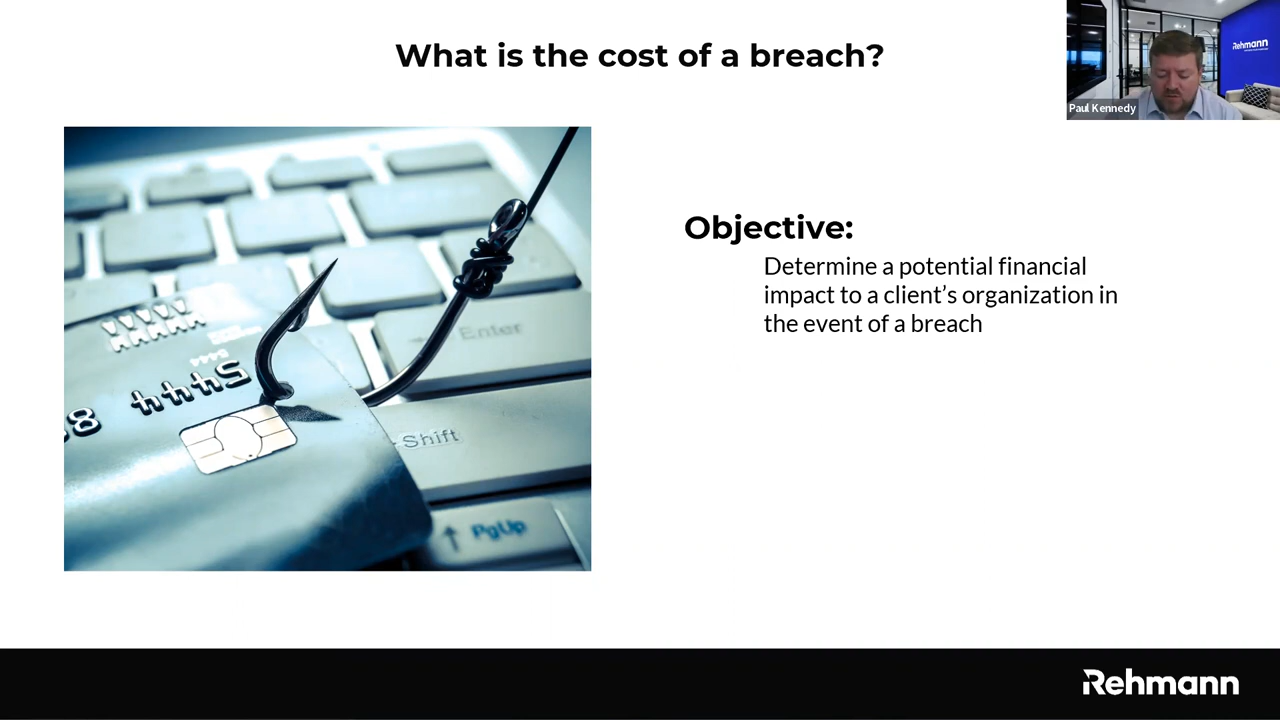 What is the cost of a breach?
Rehmann
Paul Kennedy
Objective:
Determine a potential financial
impact to a client’s organization in
the event of a breach
Enter
5444
Shift
PgUp
Rehmann